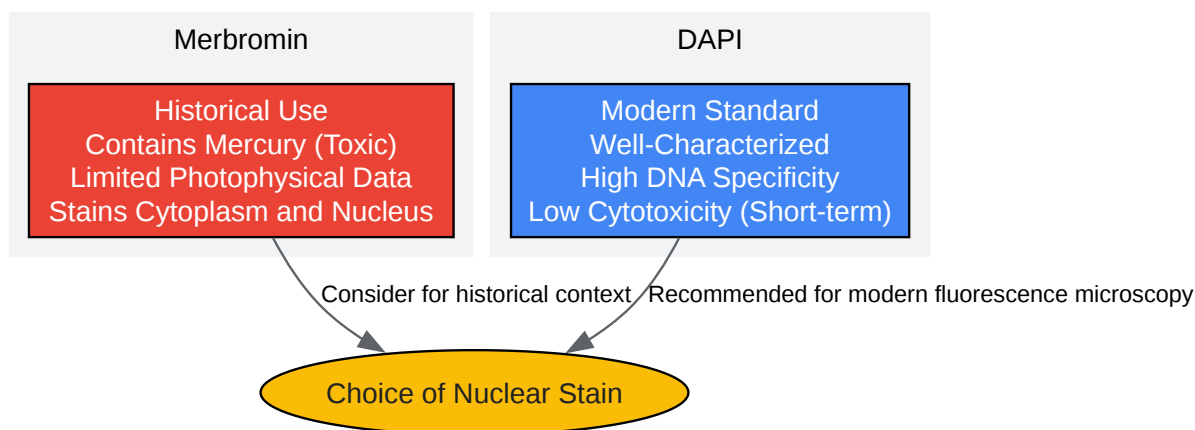 Merbromin
Historical Use
Contains Mercury (Toxic)
Limited Photophysical Data
Stains Cytoplasm and Nucleus
DAPI
Modern Standard
Well-Characterized
High DNA Specificity
Low Cytotoxicity (Short-term)
Consider for historical context
Recommended for modern fluorescence microscopy
Choice of Nuclear Stain